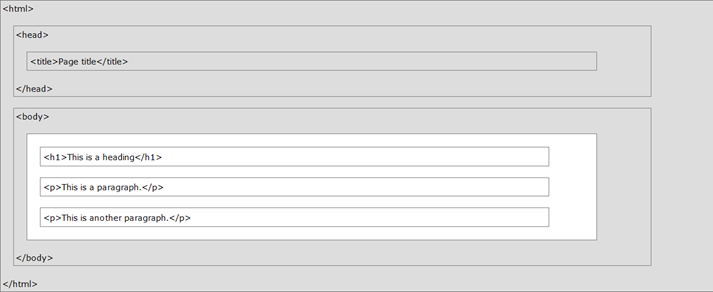 <html>
<head>
<title>Page title</title>
</head>
<body>
<h1>This is a heading</h1>
<p>This is a paragraph.</p>
<p>This is another paragraph.</p>
</body>
</html>